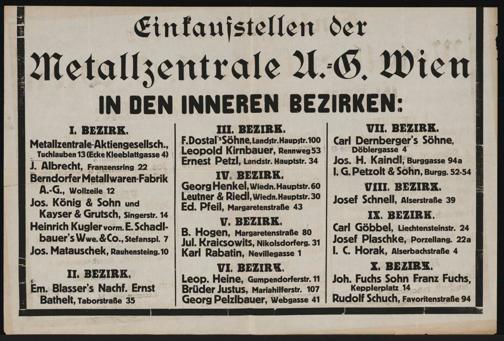 Einkaufstellen der
Metallzentrale A.-G. Wien
IN DEN INNEREN BEZIRKEN:
I. BEZIRK.
Metallzentrale-Aktiengesellsch.,
Tuchlauben 13 (Ecke Kleeblattgasse 4)
J. Albrecht, Franzensring 22
Berndorfer Metallwaren-Fabrik
A.-G., Wollzeile 12
Jos. König & Sohn und
Kayser & Grutsch, Singerstr. 14
Heinrich Kugler vorm. E. Schadl-
bauer's Wwe. & Co., Stefanspl. 7
Jos. Matauschek, Rauhensteing. 10
II. BEZIRK.
Em. Blasser's Nachf. Ernst
Bathelt, Taborstraße 35
III. BEZIRK.
F. Dostal's Söhne, Landstr. Hauptstr. 100
Leopold Kirnbauer, Rennweg 53
Ernest Petzl, Landstr. Hauptstr. 34
IV. BEZIRK.
Georg Henkel, Wiedn. Hauptstr. 60
Leutner & Riedl, Wiedn. Hauptstr. 30
Ed. Pfeil, Margaretenstraße 43
V. BEZIRK.
B. Hogen, Margaretenstraße 80
Jul. Kraicsowits, Nikolsdorferg. 31
Karl Rabatin, Nevillegasse 1
VI. BEZIRK.
Leop. Heine, Gumpendorferstr. 11
Brüder Justus, Mariahilferstr. 107
Georg Pelzlbauer, Webgasse 41
VII. BEZIRK.
Carl Dernberger's Söhne,
Döblergasse 4
Jos. H. Kaindl, Burggasse 94a
I. G. Petzolt & Sohn, Burgg. 52-54
VIII. BEZIRK.
Josef Schnell, Alserstraße 39
IX. BEZIRK.
Carl Göbbel, Liechtensteinstr. 24
Josef Plaschke, Porzellang. 22a
I. C. Horak, Alserbachstraße 4
X. BEZIRK.
Joh. Fuchs Sohn Franz Fuchs,
Kepplerplatz 14
Rudolf Schuch, Favoritenstraße 94